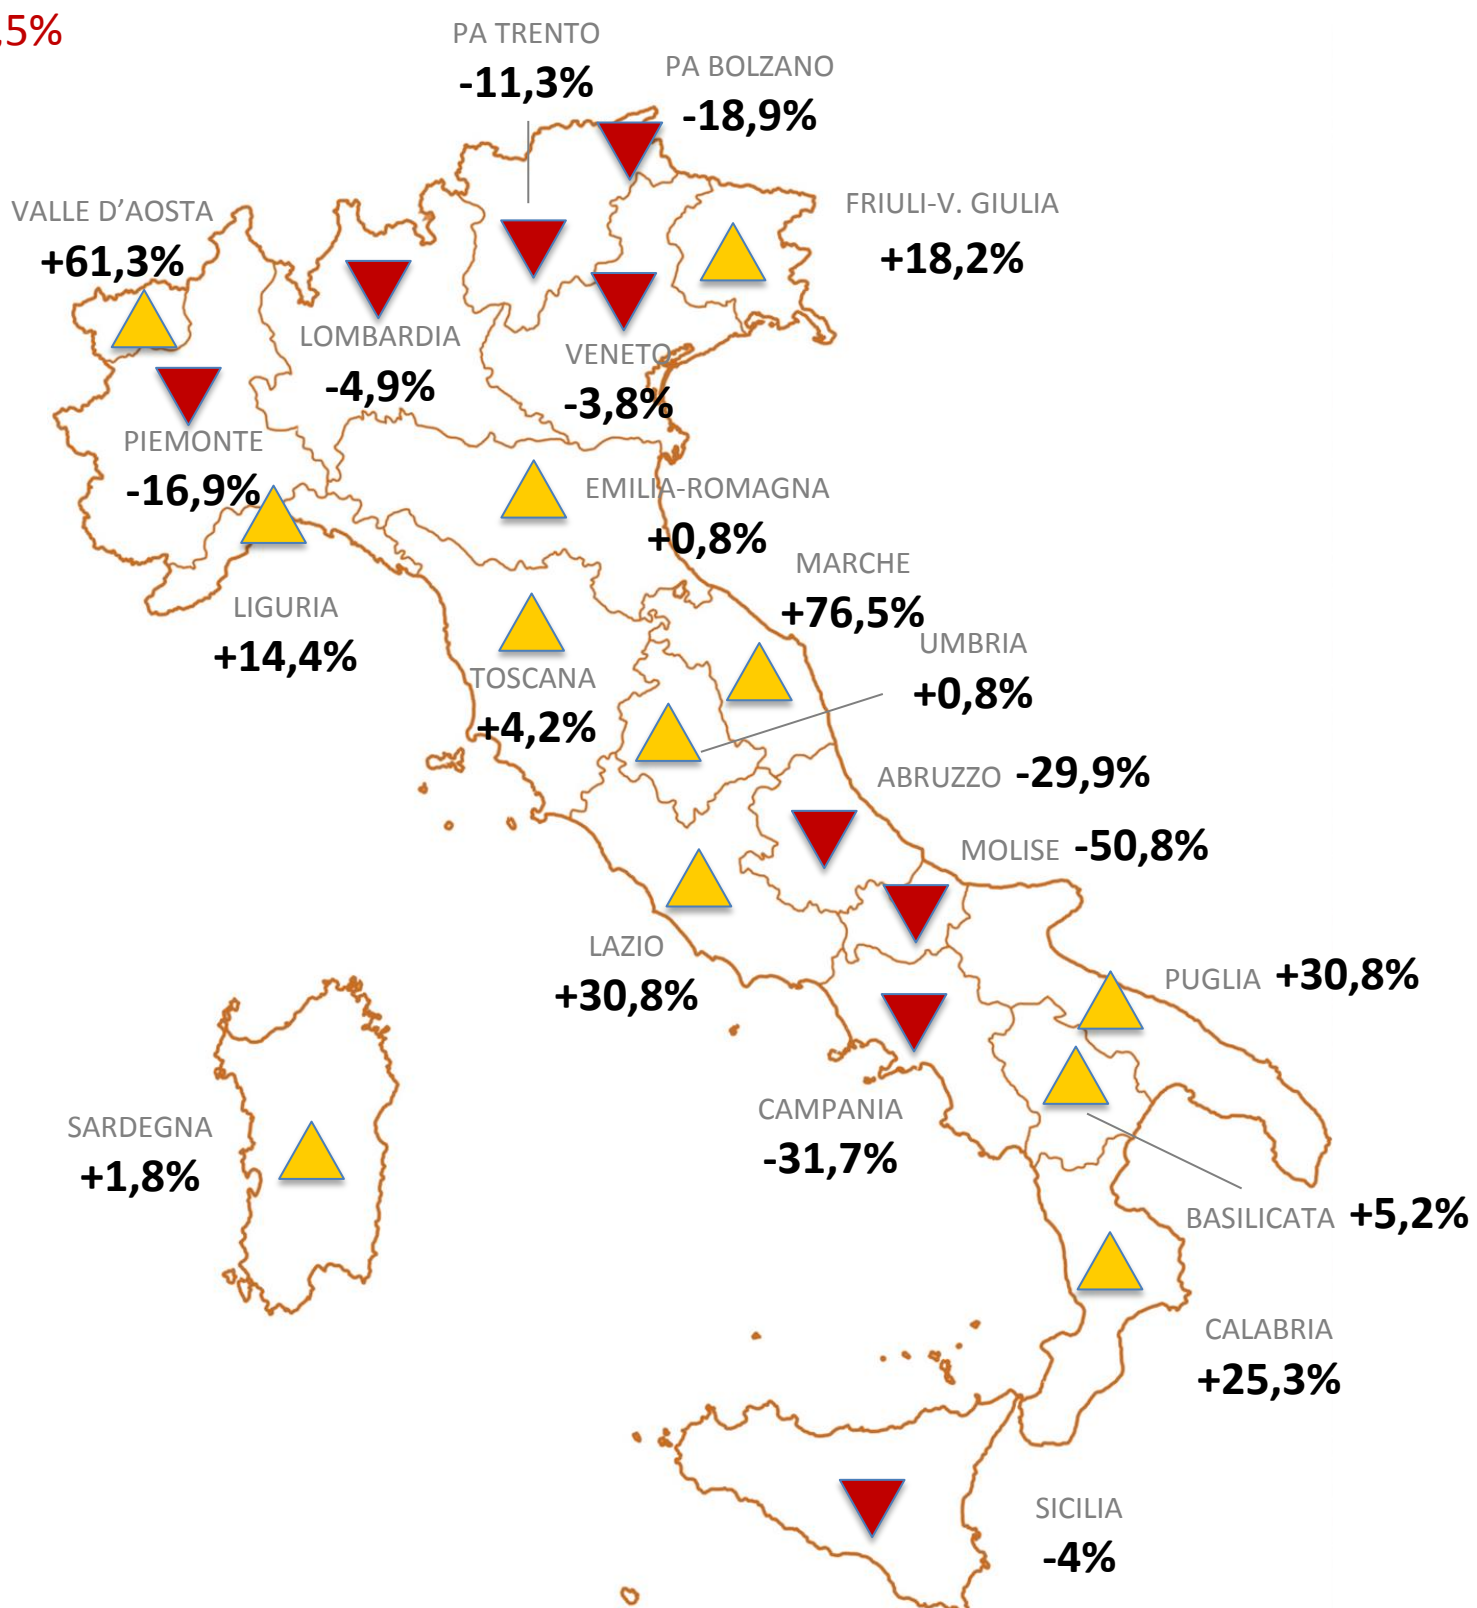 ,5%
PA TRENTO
-11,3%
PA BOLZANO
-18,9%
VALLE D’AOSTA
+61,3%
FRIULI-V. GIULIA
+18,2%
LOMBARDIA
-4,9%
VENETO
-3,8%
PIEMONTE
-16,9%
EMILIA-ROMAGNA
+0,8%
MARCHE
+76,5%
LIGURIA
+14,4%
UMBRIA
+0,8%
TOSCANA
+4,2%
ABRUZZO -29,9%
MOLISE -50,8%
LAZIO
+30,8%
PUGLIA +30,8%
CAMPANIA
-31,7%
SARDEGNA
+1,8%
BASILICATA +5,2%
CALABRIA
+25,3%
SICILIA
-4%